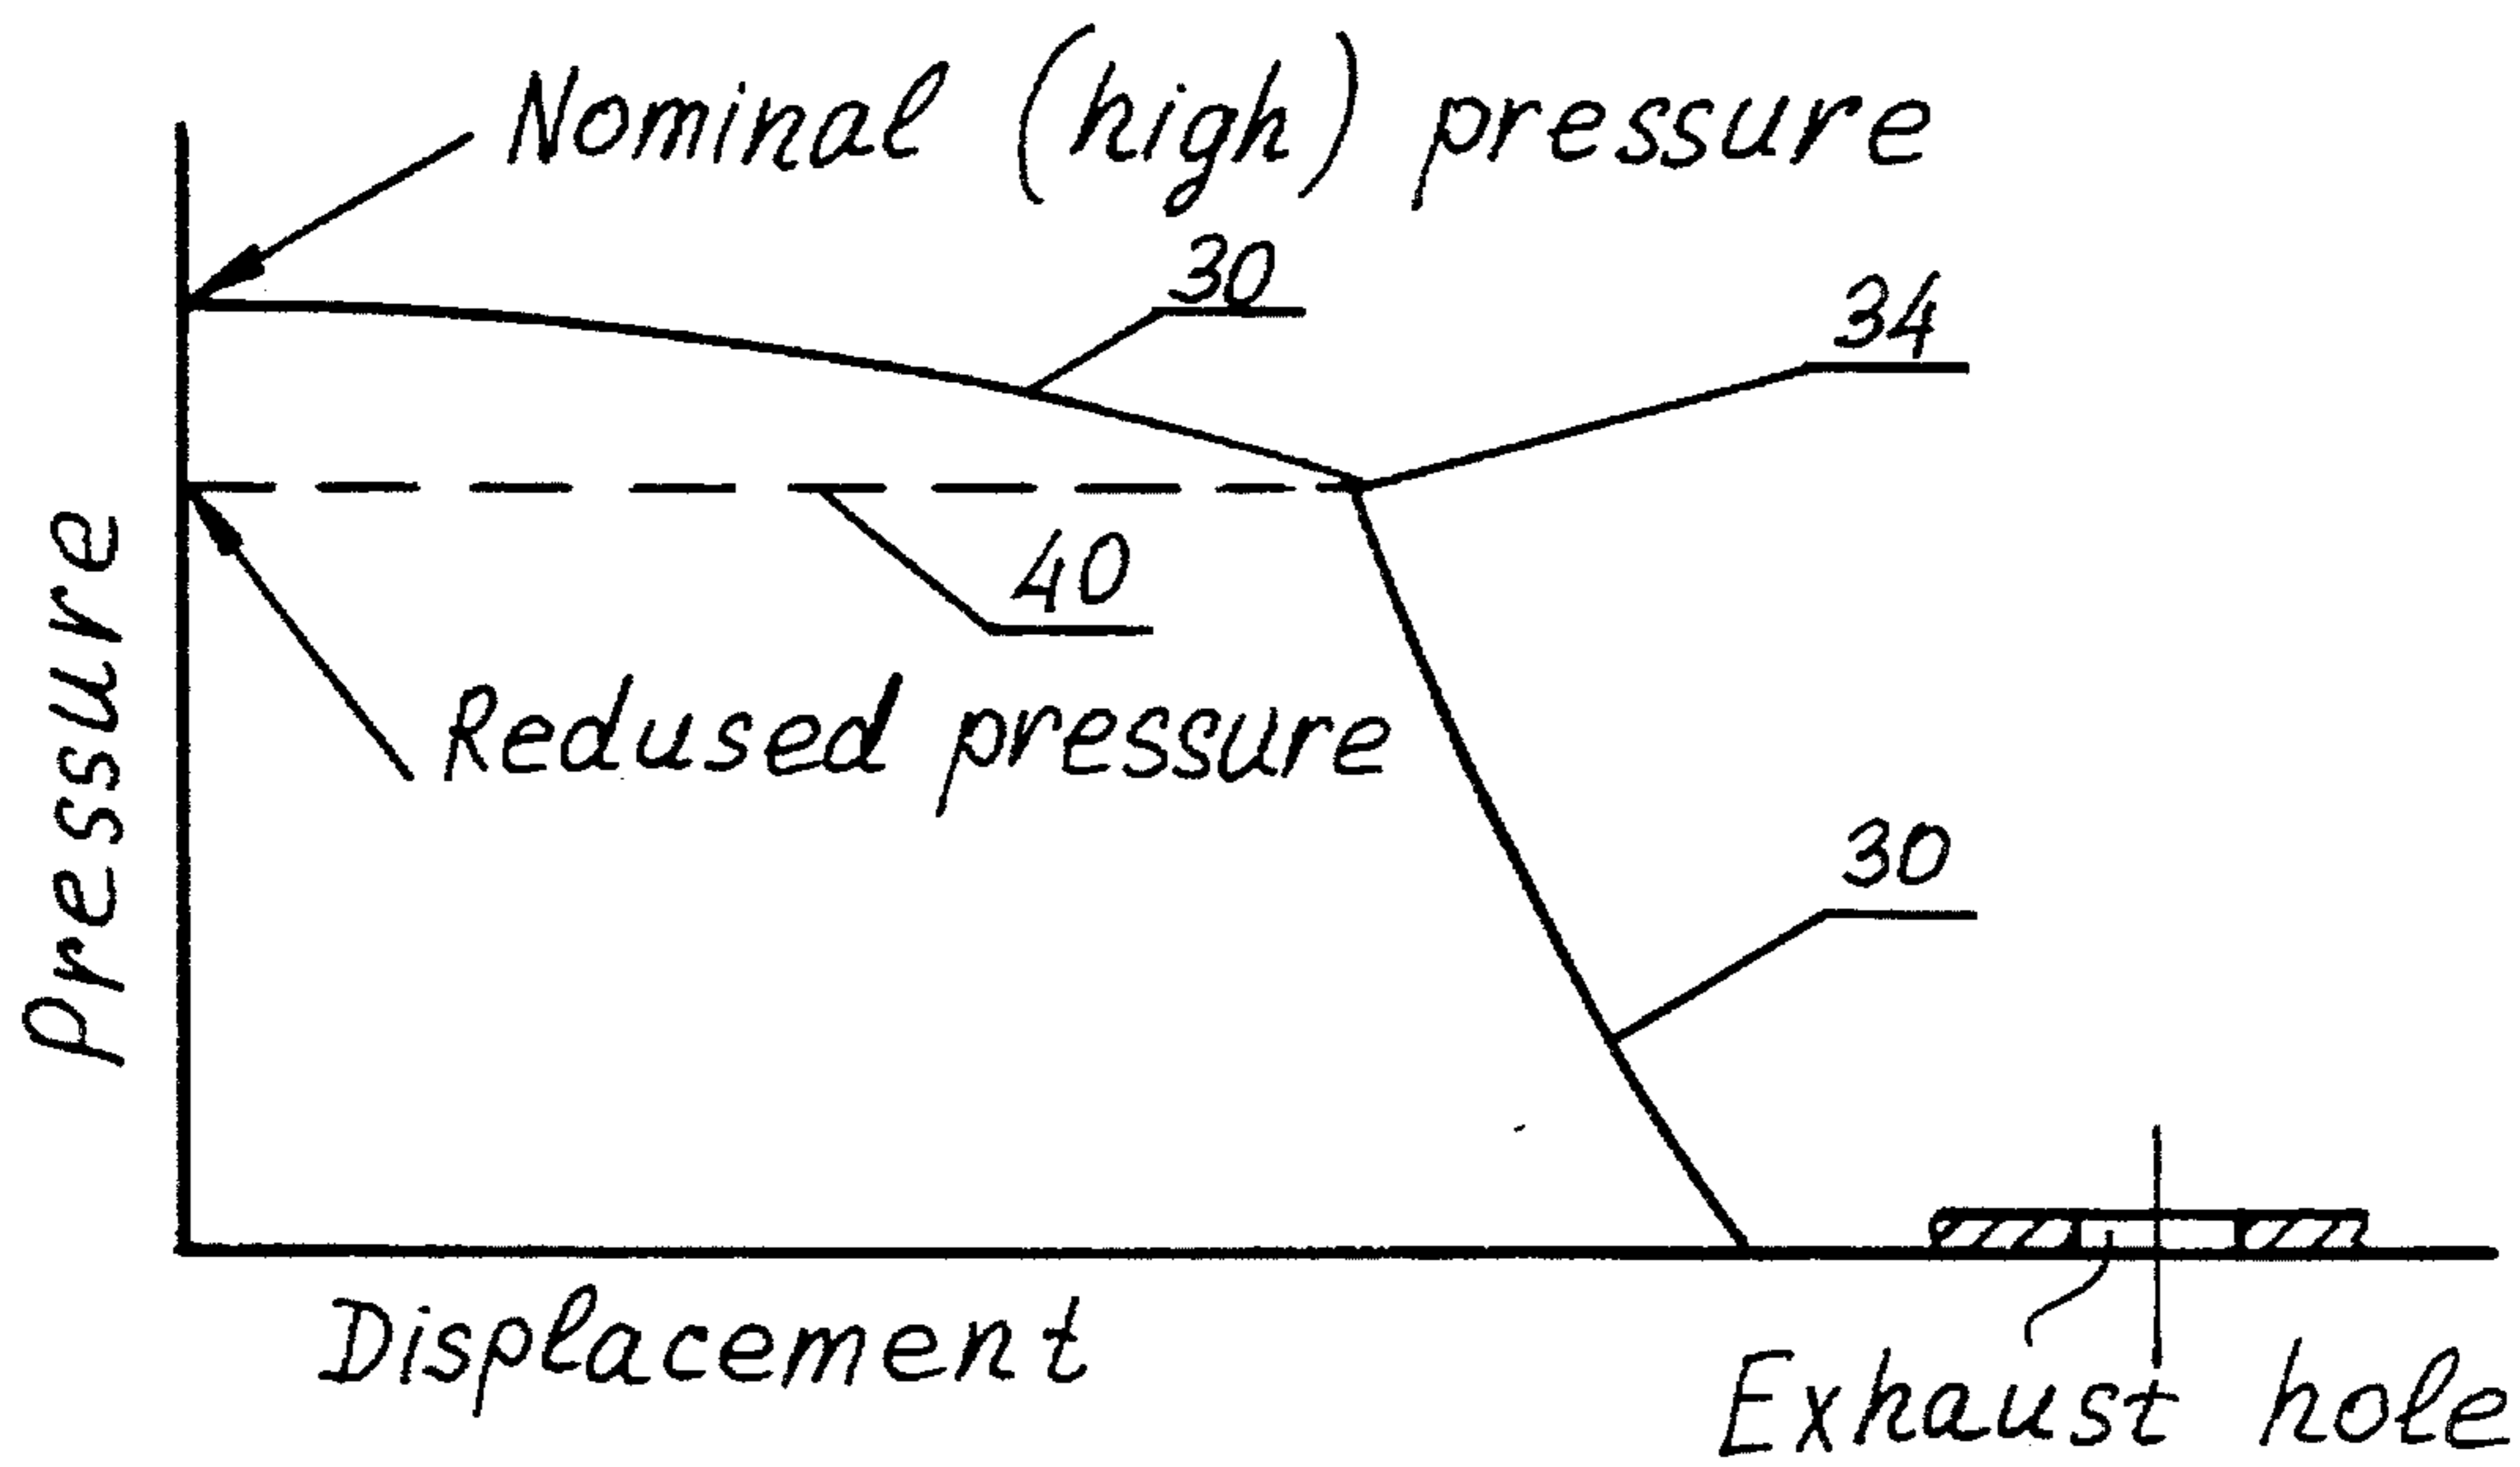 Nominal (high) pressure
30
34
40
Redused pressure
Pressure
30
Displacement
Exhaust hole